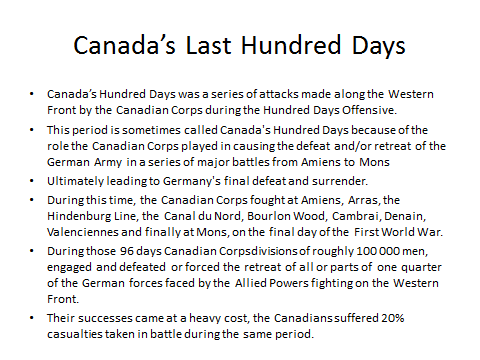 Canada's Last Hundred Days
• Canada's Hundred Days was a series of attacks made along the Western
Front by the Canadian Corps during the Hundred Days Offensive.
• This period is sometimes called Canada's Hundred Days because of the
role the Canadian Corps played in causing the defeat and/or retreat of the
German Army in a series of major battles from Amiens to Mons
• Ultimately leading to Germany's final defeat and surrender.
• During this time, the Canadian Corps fought at Amiens, Arras, the
Hindenburg Line, the Canal du Nord, Bourlon Wood, Cambrai, Denain,
Valenciennes and finally at Mons, on the final day of the First World War.
• During those 96 days Canadian Corpsdivisions of roughly 100 000 men,
engaged and defeated or forced the retreat of all or parts of one quarter
of the German forces faced by the Allied Powers fighting on the Western
Front.
• Their successes came at a heavy cost, the Canadians suffered 20%
casualties taken in battle during the same period.